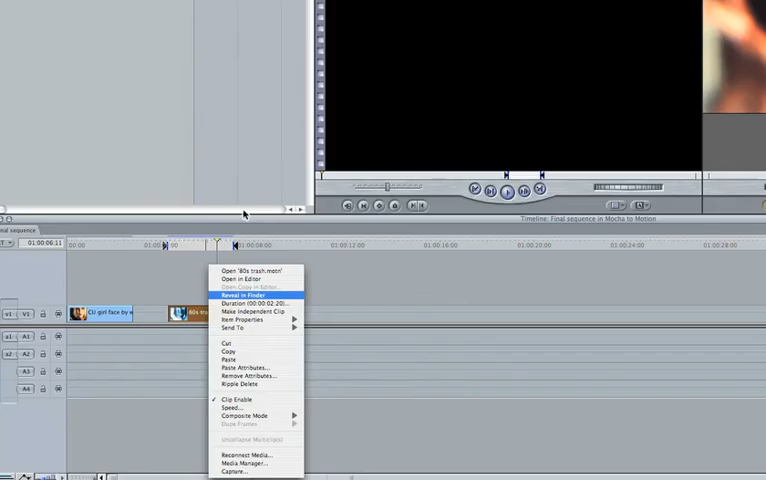 Timeline: Final sequence in Mocha to Motion
nal sequence
01:00:06:11
00:00
01:00:0
00
01:00:08:00
01:00:12:00
01:00:16:00
01:00:20:00
01:00:24:00
01:00:28:00
Open '80s trash.motn'
Open in Editor
Open Copy in Editor...
Reveal in Finder
Duration (00:00:02:20)...
Make Independent Clip
Item Properties
Send To
Cut
Copy
Paste
Paste Attributes...
Remove Attributes...
Ripple Delete
Clip Enable
Speed...
Composite Mode
Dupe Frames
Uncollapse Multiclip(s)
Reconnect Media...
Media Manager...
Capture...
v1 V1
CU girl face by w
80s tra
a1 A1
a2 A2
A3
A4